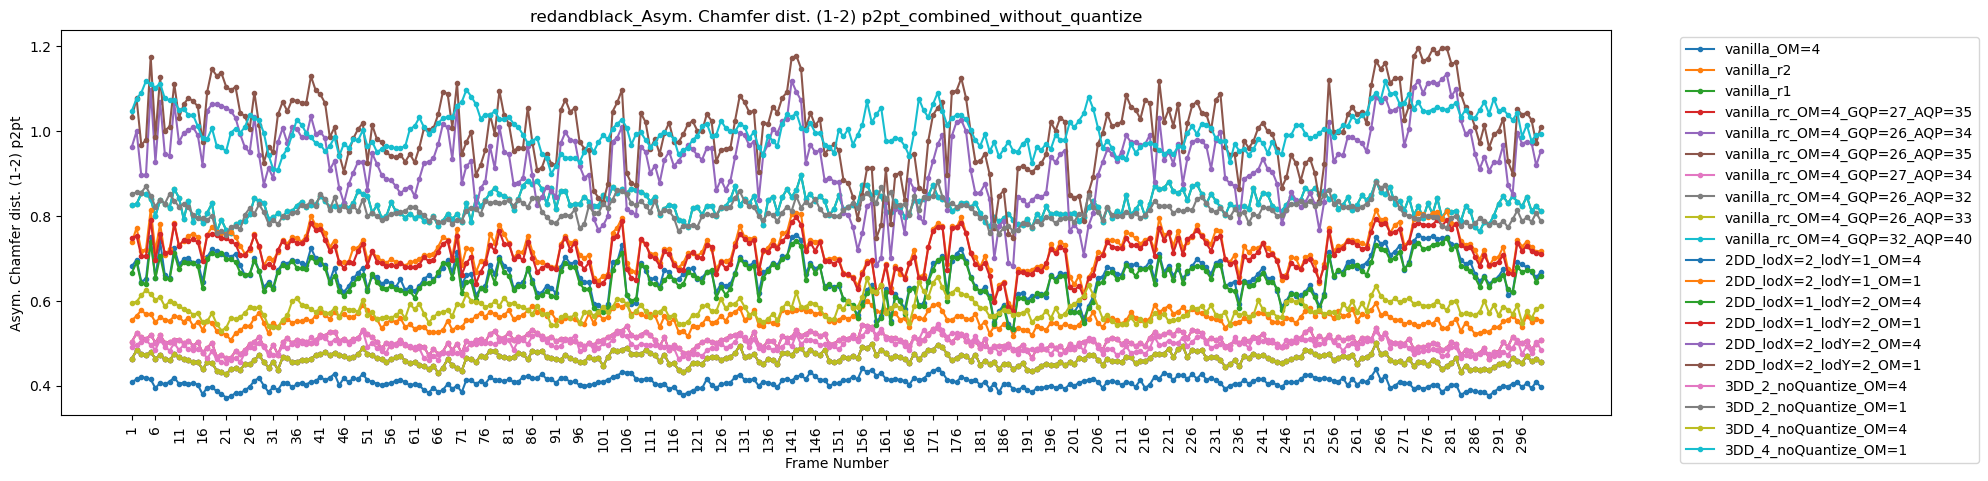 redandblack_Asym. Chamfer dist. (1-2) p2pt_combined_without_quantize
Asym. Chamfer dist. (1-2) p2pt
1.2
1.0
0.8
0.6
0.4
1 6 11 16 21 26 31 36 41 46 51 56 61 66 71 76 81 86 91 96 101 106 111 116 121 126 131 136 141 146 151 156 161 166 171 176 181 186 191 196 201 206 211 216 221 226 231 236 241 246 251 256 261 266 271 276 281 286 291 296
Frame Number
vanilla_OM=4
vanilla_r2
vanilla_r1
vanilla_rc_OM=4_GQP=27_AQP=35
vanilla_rc_OM=4_GQP=26_AQP=34
vanilla_rc_OM=4_GQP=26_AQP=35
vanilla_rc_OM=4_GQP=27_AQP=34
vanilla_rc_OM=4_GQP=26_AQP=32
vanilla_rc_OM=4_GQP=26_AQP=33
vanilla_rc_OM=4_GQP=32_AQP=40
2DD_lodX=2_lodY=1_OM=4
2DD_lodX=2_lodY=1_OM=1
2DD_lodX=1_lodY=2_OM=4
2DD_lodX=1_lodY=2_OM=1
2DD_lodX=2_lodY=2_OM=4
2DD_lodX=2_lodY=2_OM=1
3DD_2_noQuantize_OM=4
3DD_2_noQuantize_OM=1
3DD_4_noQuantize_OM=4
3DD_4_noQuantize_OM=1